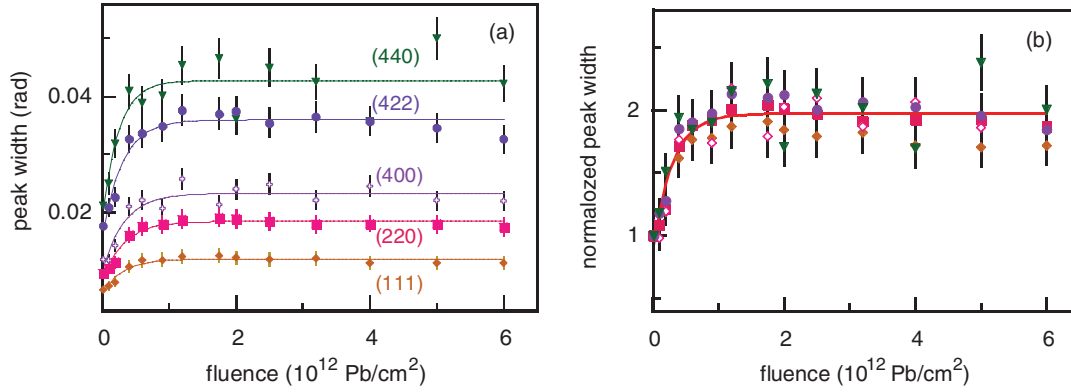 (a)
(440)
(422)
(400)
(220)
(111)
0.04
0.02
peak width (rad)
0
2
4
6
fluence (10¹² Pb/cm²)
(b)
2
1
normalozed peak width
0
2
4
6
fluence (10¹² Pb/cm²)